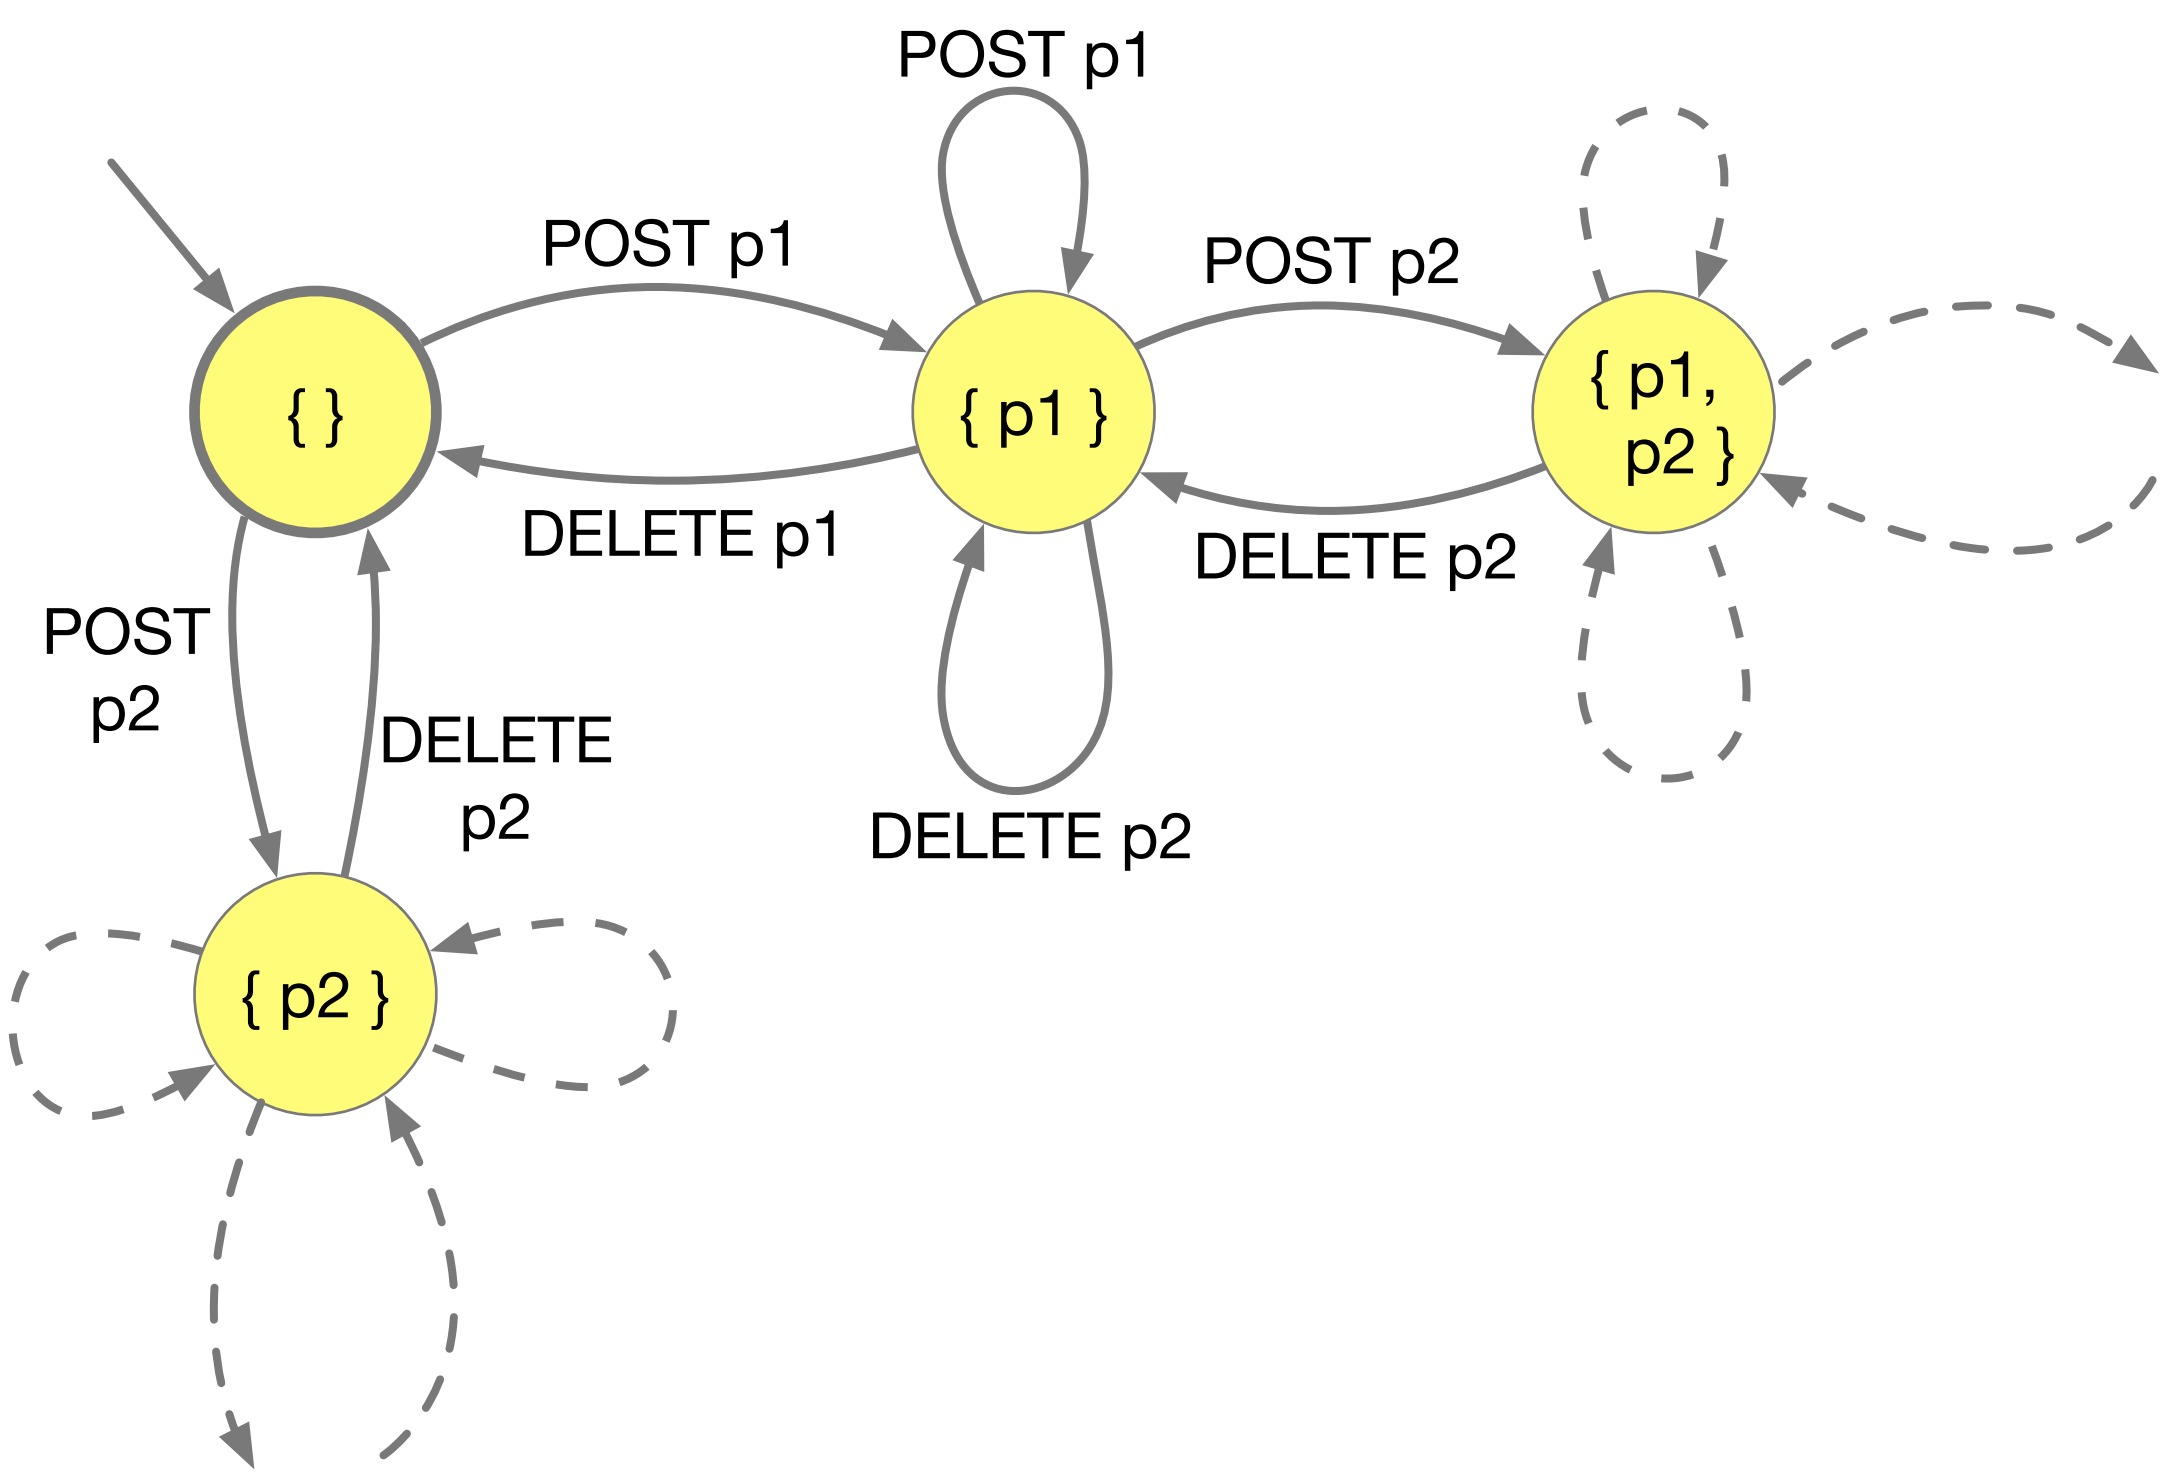 POST p1
POST p1
POST p2
{ }
{ p1 }
{ p1,
p2 }
DELETE p1
DELETE p2
POST
p2
DELETE
p2
DELETE p2
{ p2 }